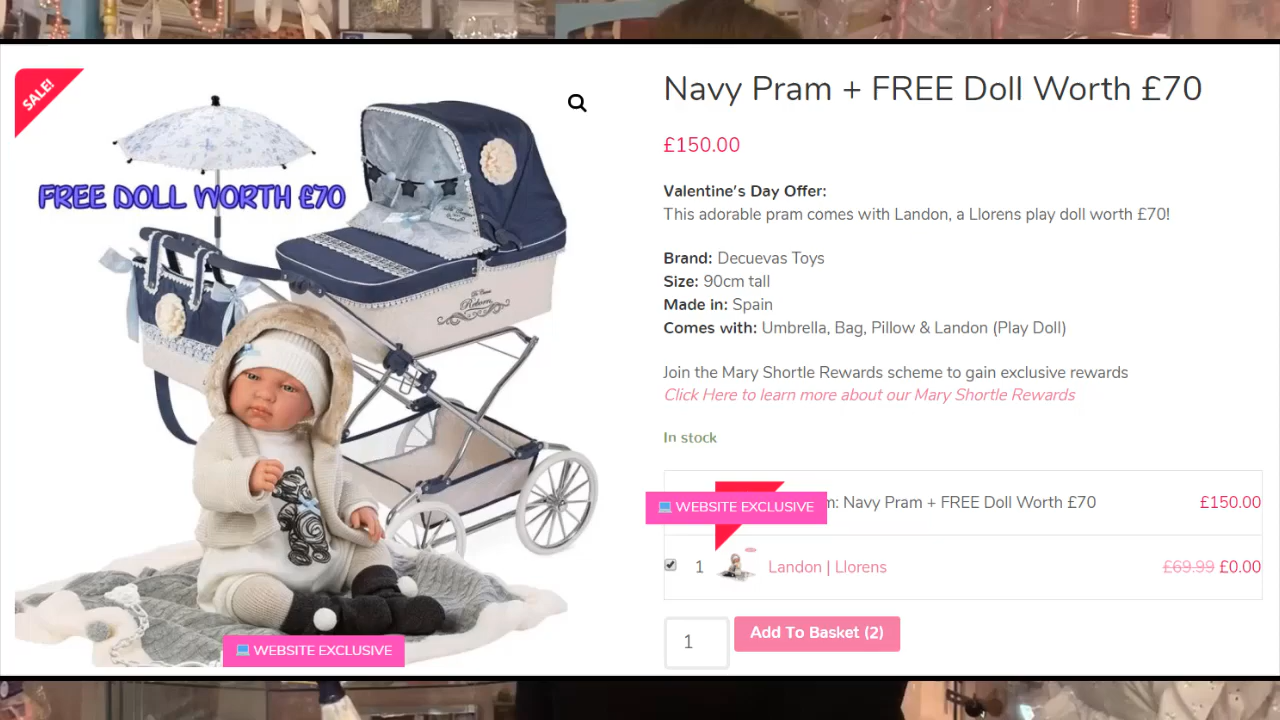 SALE!
FREE DOLL WORTH £70
WEBSITE EXCLUSIVE
Navy Pram + FREE Doll Worth £70
£150.00
Valentine's Day Offer:
This adorable pram comes with Landon, a Llorens play doll worth £70!
Brand: Decuevas Toys
Size: 90cm tall
Made in: Spain
Comes with: Umbrella, Bag, Pillow & Landon (Play Doll)
Join the Mary Shortle Rewards scheme to gain exclusive rewards
Click Here to learn more about our Mary Shortle Rewards
In stock
WEBSITE EXCLUSIVE
m: Navy Pram + FREE Doll Worth £70 £150.00
1 Landon | Llorens £69.99 £0.00
1 Add To Basket (2)